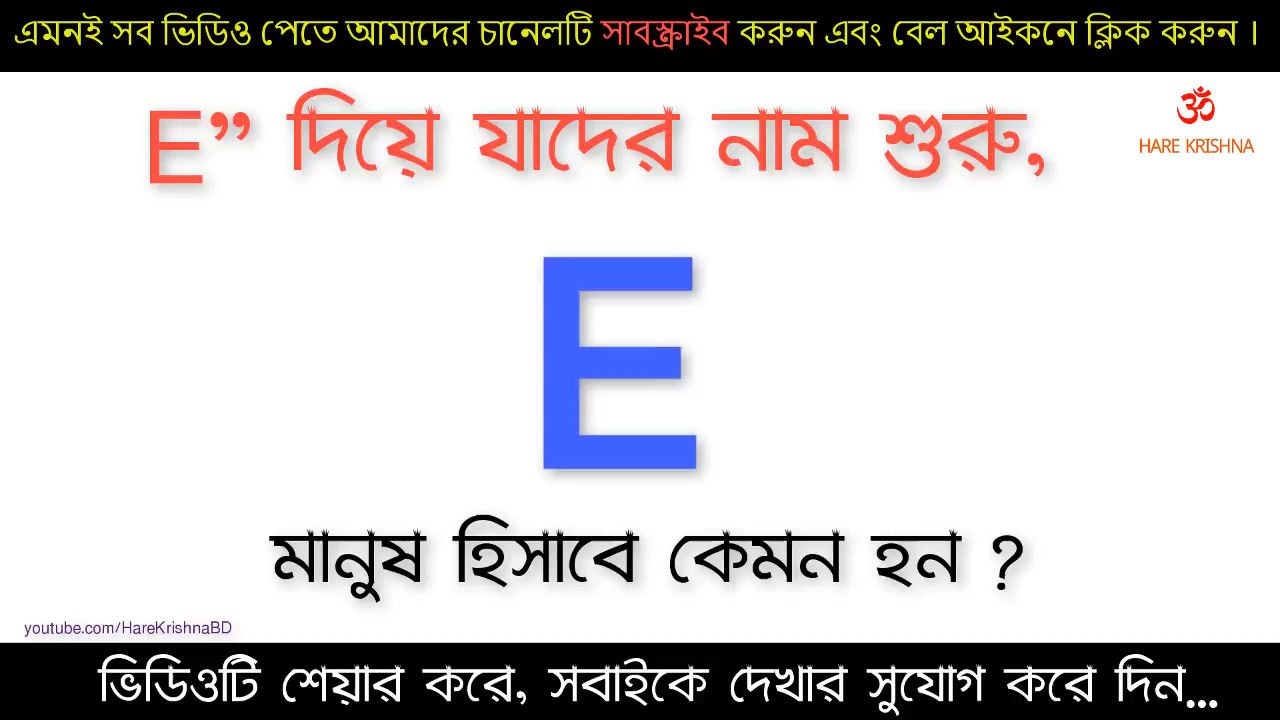 এমনই সব ভিডিও পেতে আমাদের চানেলটি সাবস্ক্রাইব করুন এবং বেল আইকনে ক্লিক করুন ।
E” দিয়ে যাদের নাম শুরু,
ॐ
HARE KRISHNA
E
মানুষ হিসাবে কেমন হন ?
youtube.com/HareKrishnaBD
ভিডিওটি শেয়ার করে, সবাইকে দেখার সুযোগ করে দিন...